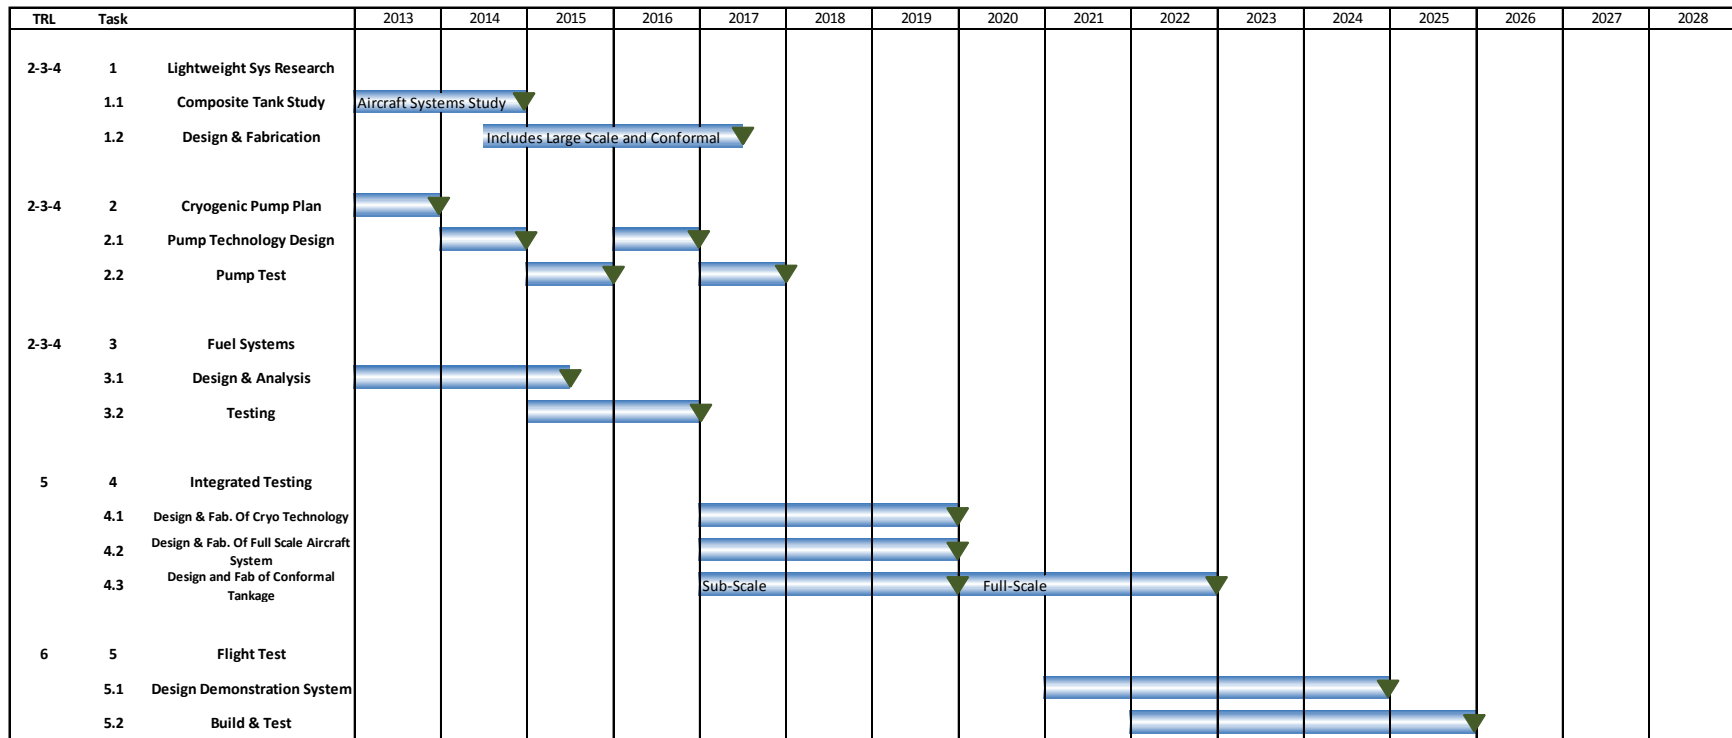 TRL Task 2013 2014 2015 2016 2017 2018 2019 2020 2021 2022 2023 2024 2025 2026 2027 2028
2-3-4 1 Lightweight Sys Research
1.1 Composite Tank Study Aircraft Systems Study
1.2 Design & Fabrication Includes Large Scale and Conformal
2-3-4 2 Cryogenic Pump Plan
2.1 Pump Technology Design
2.2 Pump Test
2-3-4 3 Fuel Systems
3.1 Design & Analysis
3.2 Testing
5 4 Integrated Testing
4.1 Design & Fab. Of Cryo Technology
4.2 Design & Fab. Of Full Scale Aircraft
System
4.3 Design and Fab of Conformal
Tankage Sub-Scale Full-Scale
6 5 Flight Test
5.1 Design Demonstration System
5.2 Build & Test